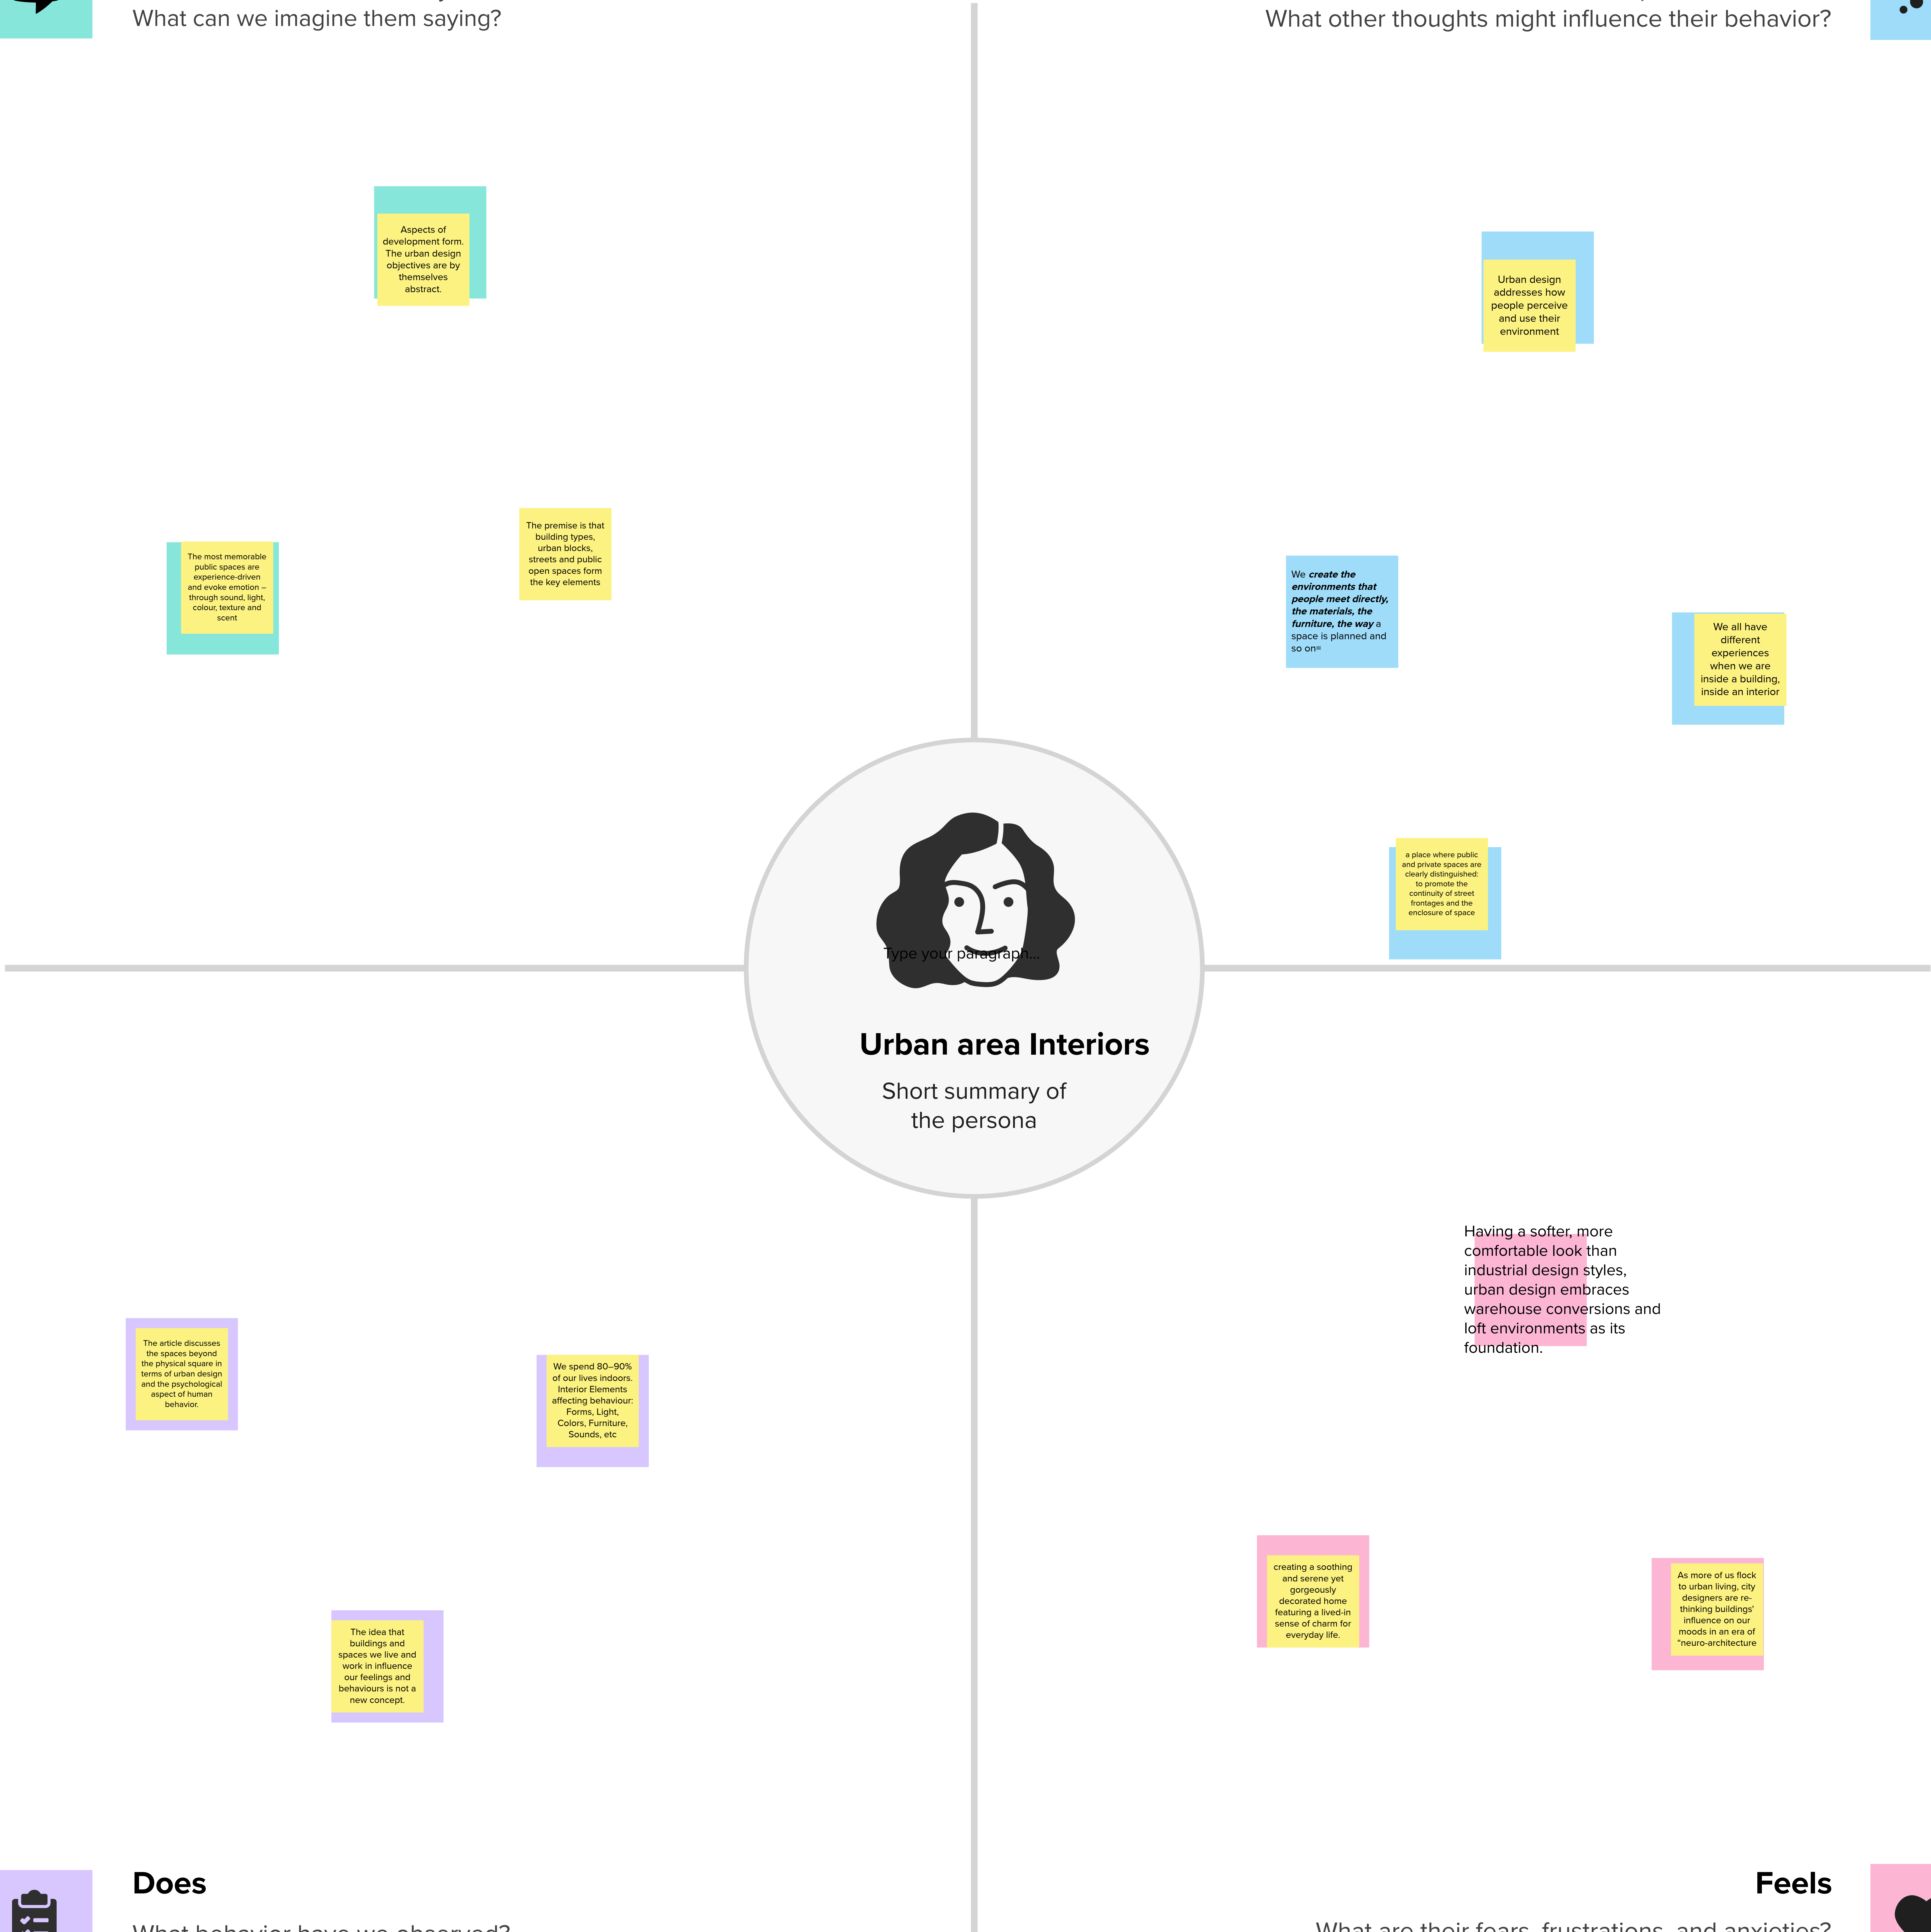 What can we imagine them saying?
What other thoughts might influence their behavior?
Aspects of
development form.
The urban design
objectives are by
themselves
abstract.
The most memorable
public spaces are
experience-driven
and evoke emotion –
through sound, light,
colour, texture and
scent
The premise is that
building types,
urban blocks,
streets and public
open spaces form
the key elements
Urban design
addresses how
people perceive
and use their
environment
We create the
environments that
people meet directly,
the materials, the
furniture, the way a
space is planned and
so on
We all have
different
experiences
when we are
inside a building,
inside an interior
a place where public
and private spaces are
clearly distinguished:
to promote the
continuity of street
frontages and the
enclosure of space
Type your paragraph...
Urban area Interiors
Short summary of
the persona
The article discusses
the spaces beyond
the physical square in
terms of urban design
and the psychological
aspect of human
behavior.
We spend 80–90%
of our lives indoors.
Interior Elements
affecting behaviour:
Forms, Light,
Colors, Furniture,
Sounds, etc
The idea that
buildings and
spaces we live and
work in influence
our feelings and
behaviours is not a
new concept.
Having a softer, more
comfortable look than
industrial design styles,
urban design embraces
warehouse conversions and
loft environments as its
foundation.
creating a soothing
and serene yet
gorgeously
decorated home
featuring a lived-in
sense of charm for
everyday life.
As more of us flock
to urban living, city
designers are re-
thinking buildings'
influence on our
moods in an era of
"neuro-architecture
Does
What behavior have we observed?
Feels
What are their fears, frustrations, and anxieties?